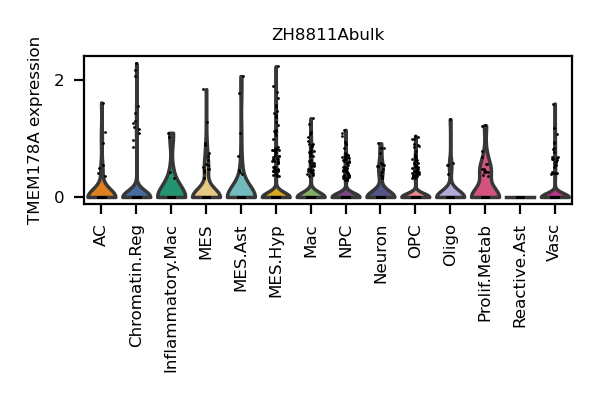 ZH8811Abulk
TMEM178A expression
2
0
AC
Chromatin.Reg
Inflammatory.Mac
MES
MES.Ast
MES.Hyp
Mac
NPC
Neuron
OPC
Oligo
Prolif.Metab
Reactive.Ast
Vasc